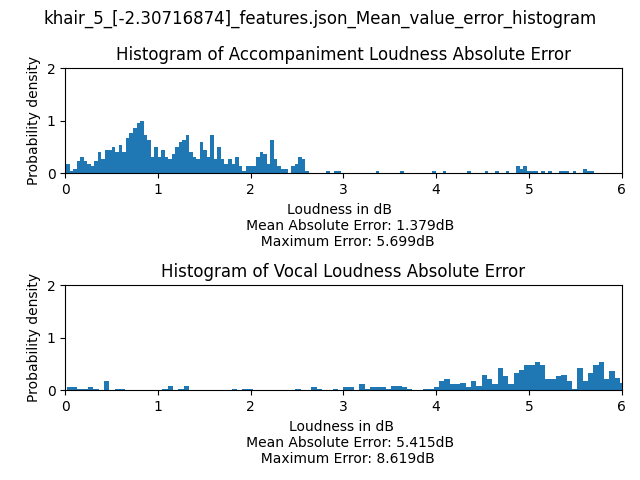 khair_5_[-2.30716874]_features.json_Mean_value_error_histogram
Histogram of Accompaniment Loudness Absolute Error
Probability density
2
1
0
0 1 2 3 4 5 6
Loudness in dB
Mean Absolute Error: 1.379dB
Maximum Error: 5.699dB
Histogram of Vocal Loudness Absolute Error
Probability density
2
1
0
0 1 2 3 4 5 6
Loudness in dB
Mean Absolute Error: 5.415dB
Maximum Error: 8.619dB